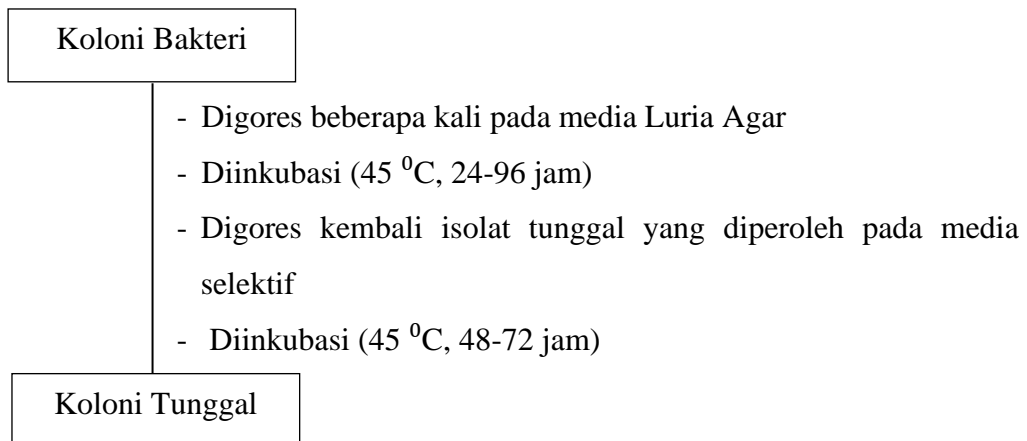 Koloni Bakteri
- Digores beberapa kali pada media Luria Agar
- Diinkubasi (45 ⁰C, 24-96 jam)
- Digores kembali isolat tunggal yang diperoleh pada media
selektif
- Diinkubasi (45 ⁰C, 48-72 jam)
Koloni Tunggal